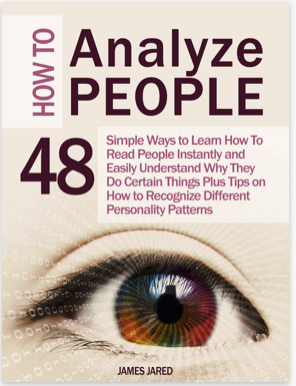 HOW TO
Analyze
PEOPLE
48
Simple Ways to Learn How To
Read People Instantly and
Easily Understand Why They
Do Certain Things Plus Tips on
How to Recognize Different
Personality Patterns
JAMES JARED